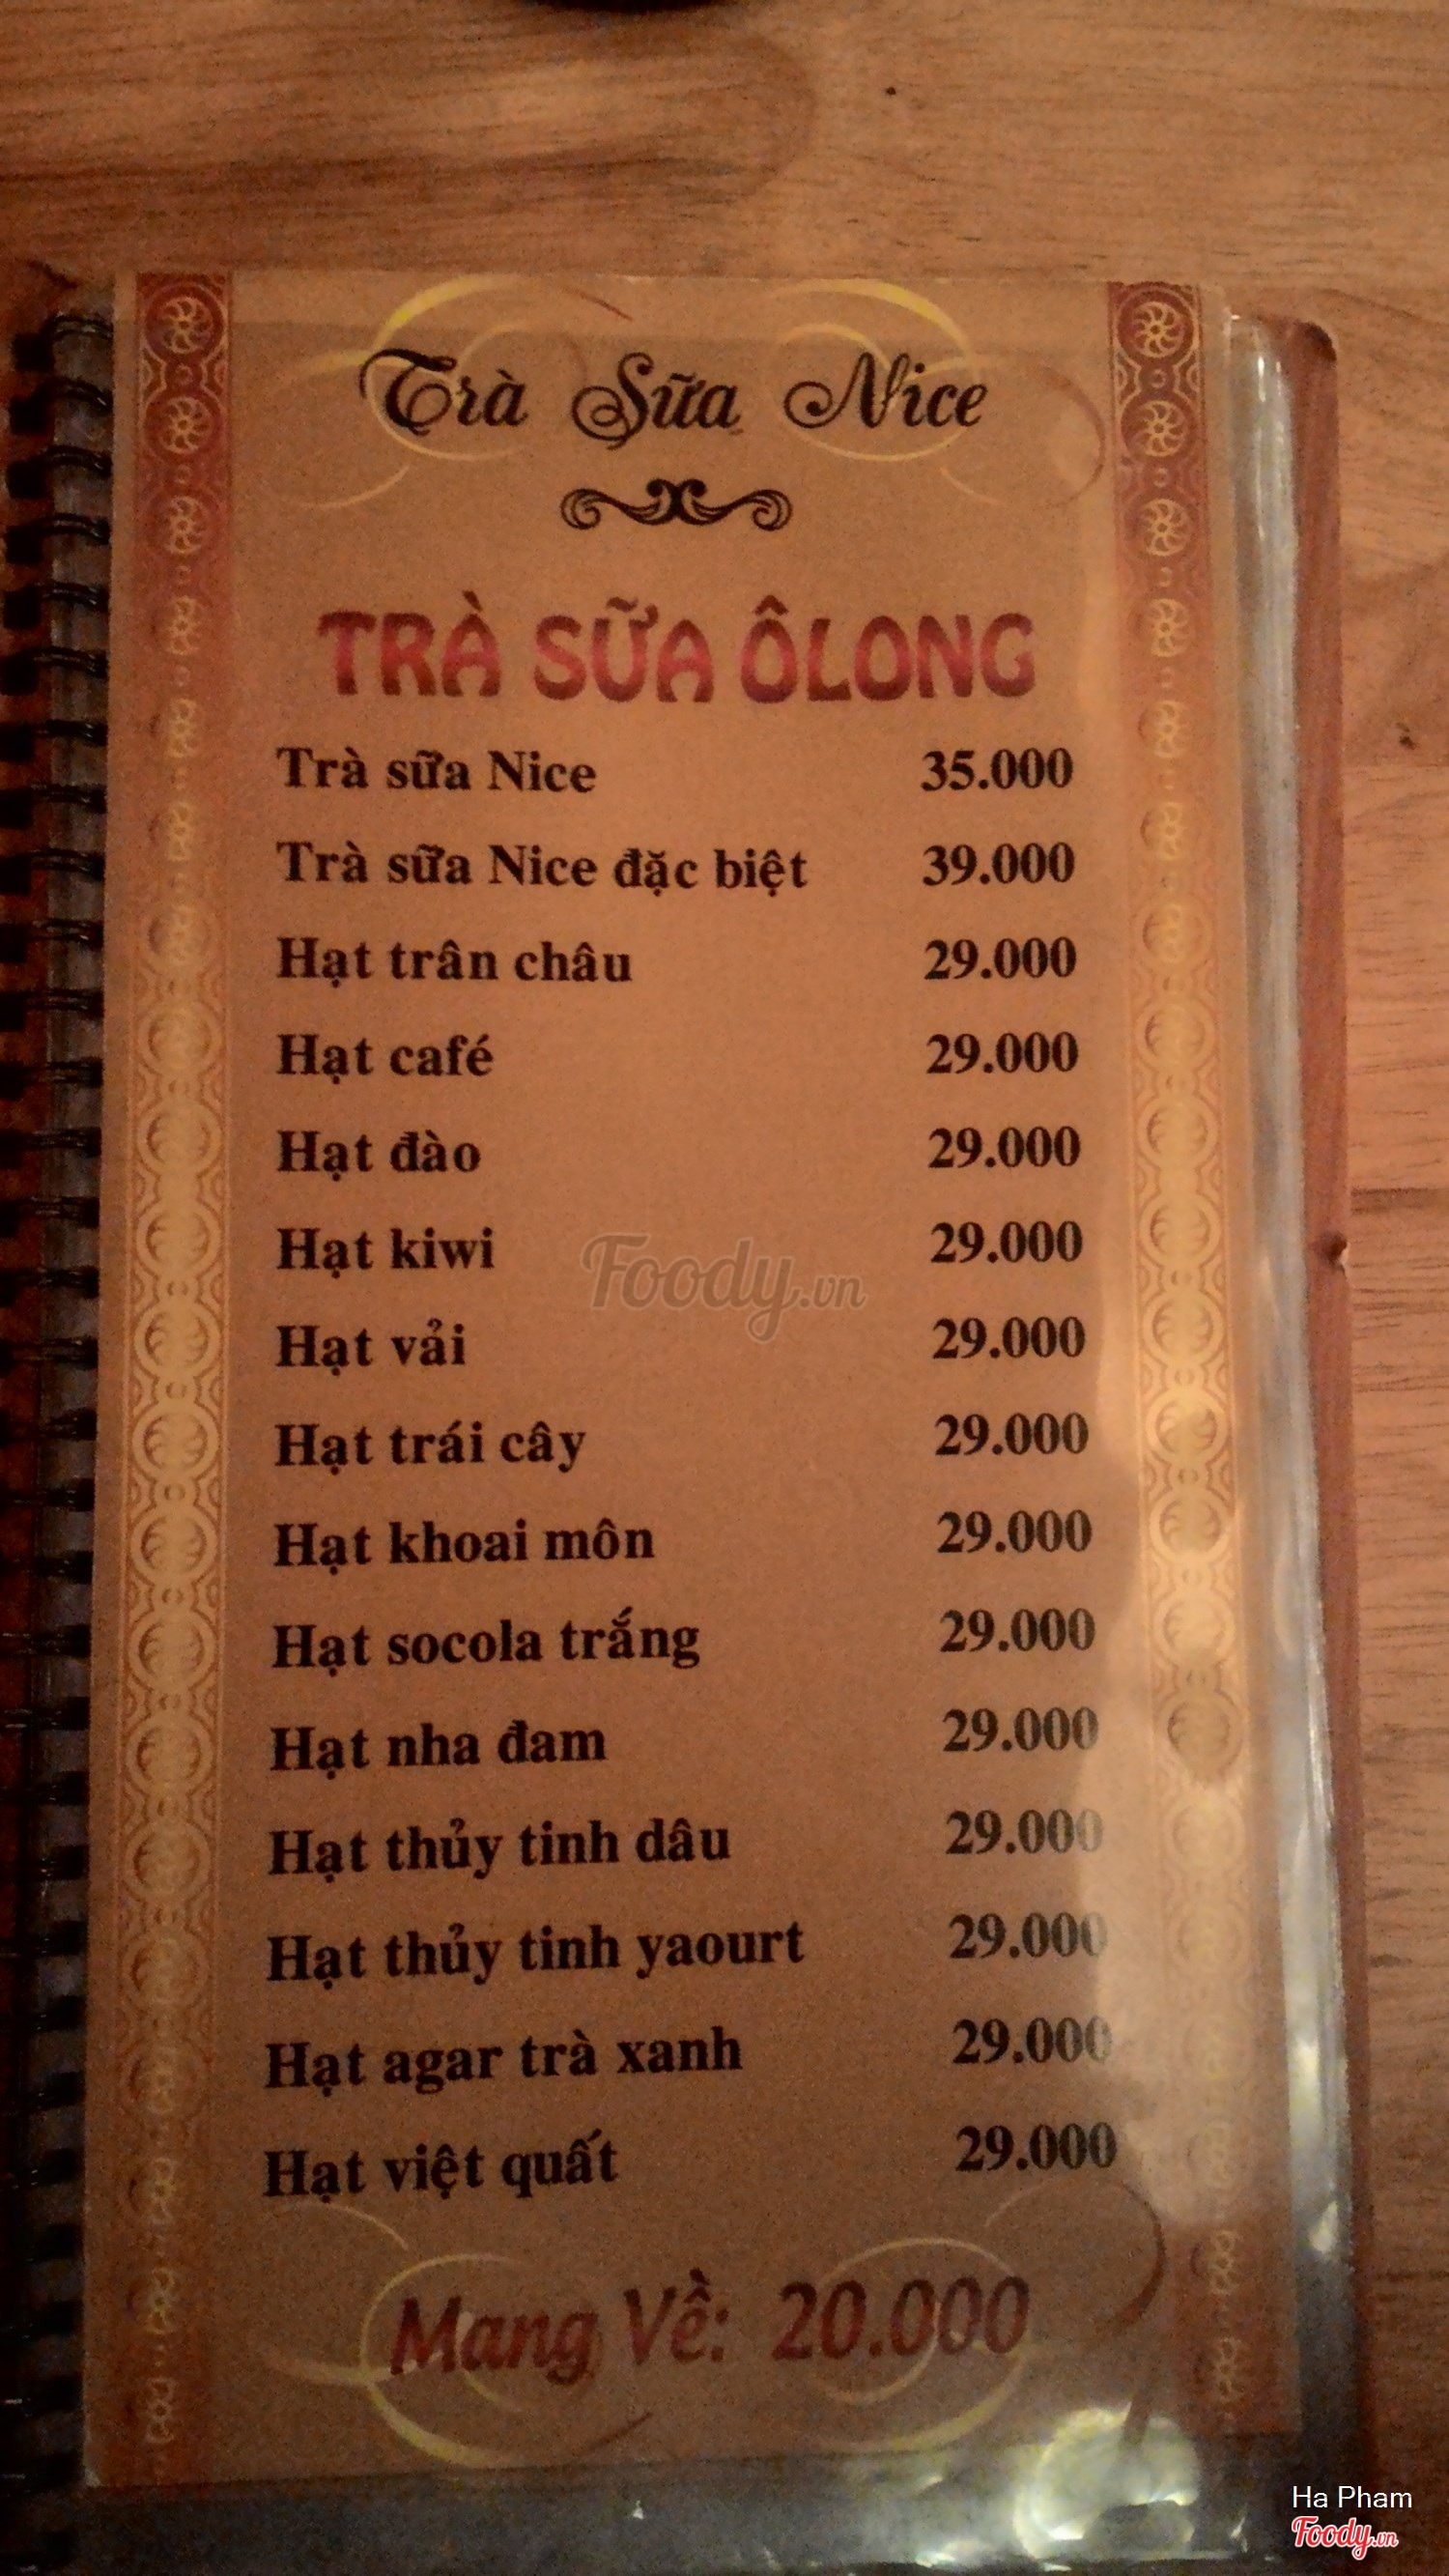 Trà Sữa Nice
TRÀ SỮA ÔLONG
Trà sữa Nice 35.000
Trà sữa Nice đặc biệt 39.000
Hạt trân châu 29.000
Hạt café 29.000
Hạt đào 29.000
Hạt kiwi 29.000
Foody.vn
Hạt vải 29.000
Hạt trái cây 29.000
Hạt khoai môn 29.000
Hạt socola trắng 29.000
Hạt nha đam 29.000
Hạt thủy tinh dâu 29.000
Hạt thủy tinh yaourt 29.000
Hạt agar trà xanh 29.000
Hạt việt quất 29.000
Mang Về: 20.000
Ha Pham
Foody.vn